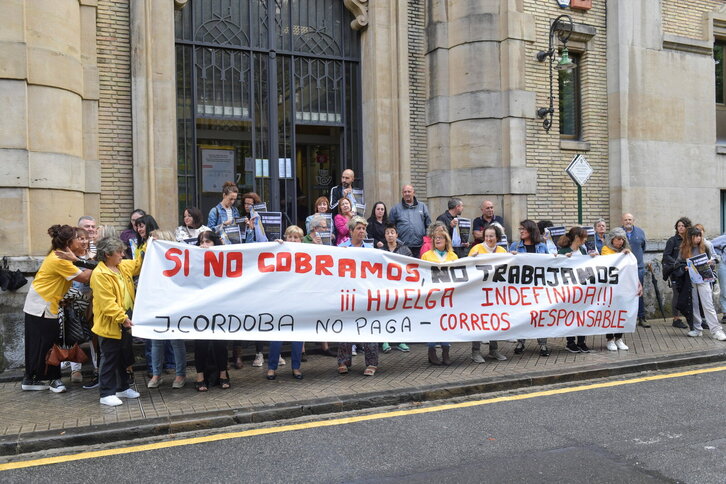 SI NO COBRAMOS, NO TRABAJAMOS
¡¡¡ HUELGA INDEFINIDA!!!
J. CORDOBA NO PAGA - CORREOS RESPONSABLE